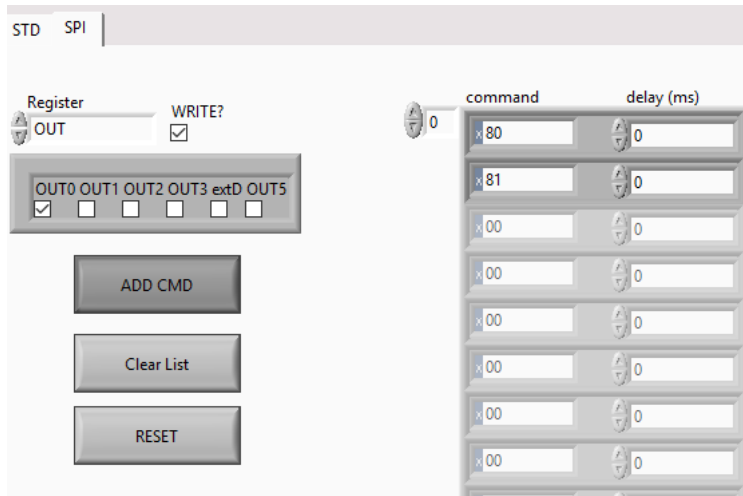 STD SPI
Register
WRITE?
OUT
OUT0 OUT1 OUT2 OUT3 extD OUT5
ADD CMD
Clear List
RESET
0
command delay (ms)
x 80 0
x 81 0
x 00 0
x 00 0
x 00 0
x 00 0
x 00 0
x 00 0